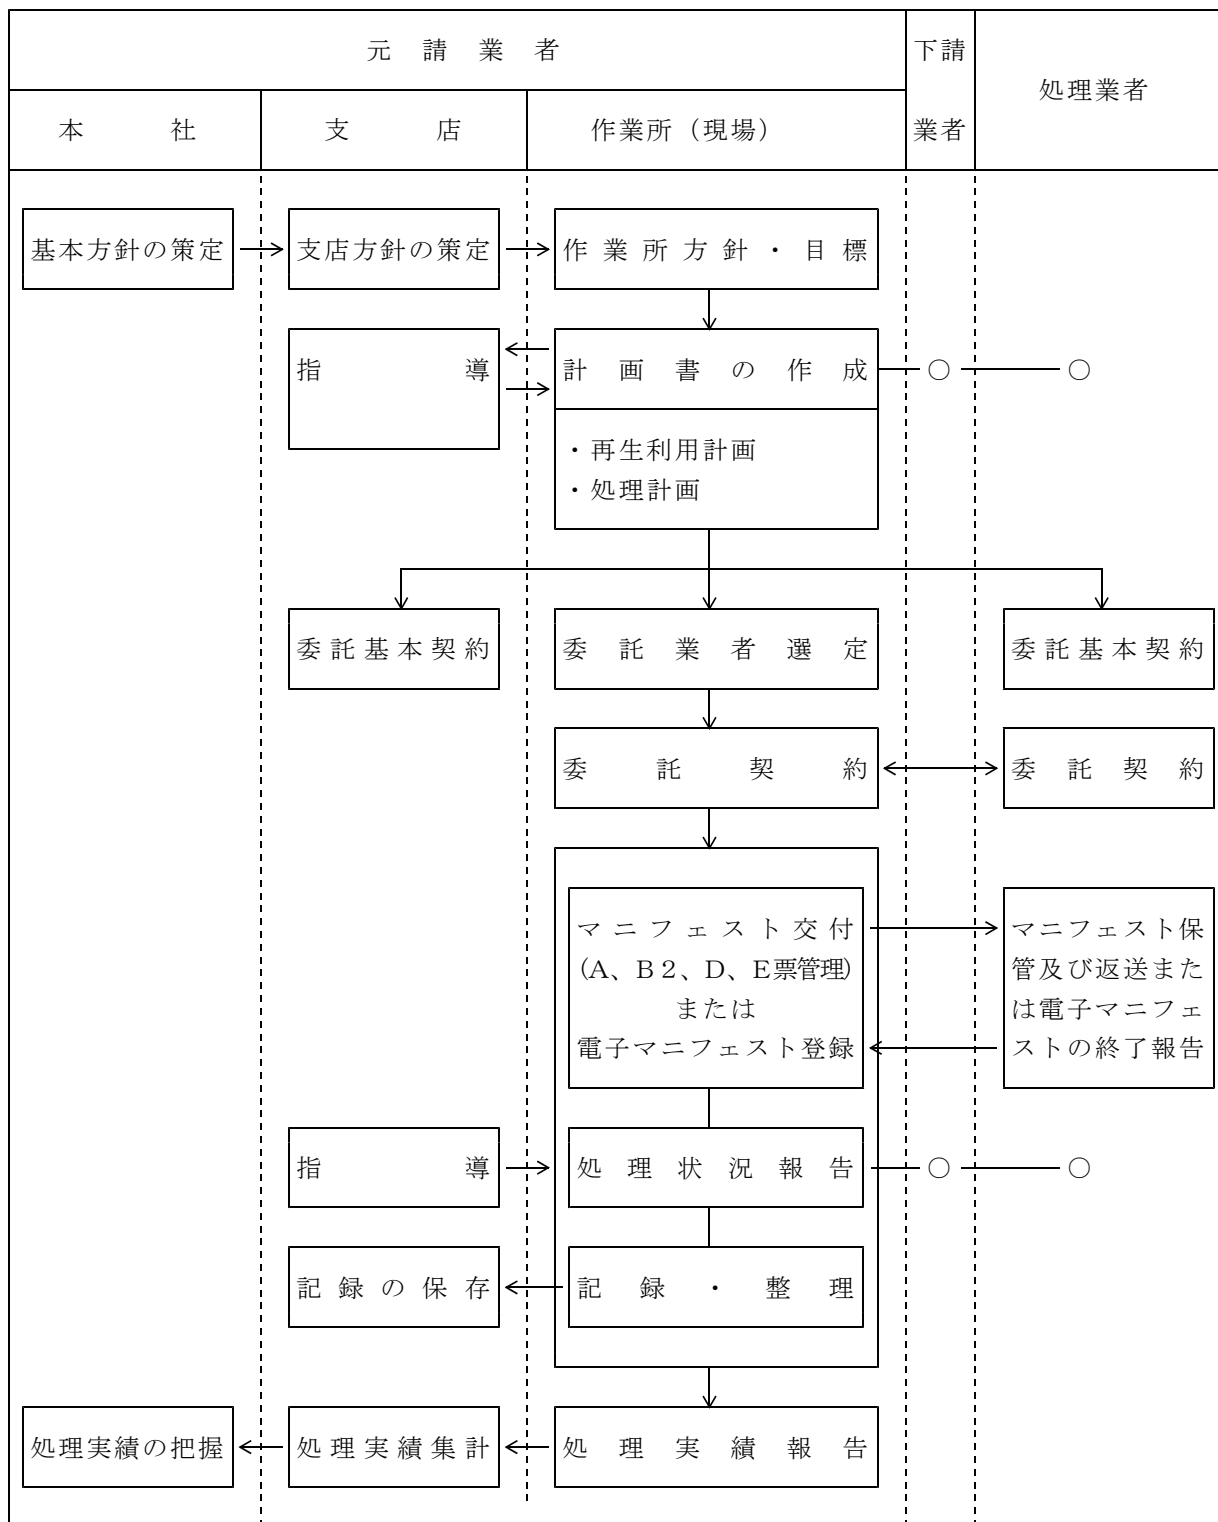 元請業者
下請
業者
処理業者
本社
支店
作業所（現場）
基本方針の策定
支店方針の策定
作業所方針・目標
指導
計画書の作成
○
○
・再生利用計画
・処理計画
委託基本契約
委託業者選定
委託基本契約
委託契約
委託契約
マニフェスト交付
（A、B２、D、E票管理）
または
電子マニフェスト登録
マニフェスト保
管及び返送また
は電子マニフェ
ストの終了報告
指導
処理状況報告
○
○
記録の保存
記録・整理
処理実績の把握
処理実績集計
処理実績報告